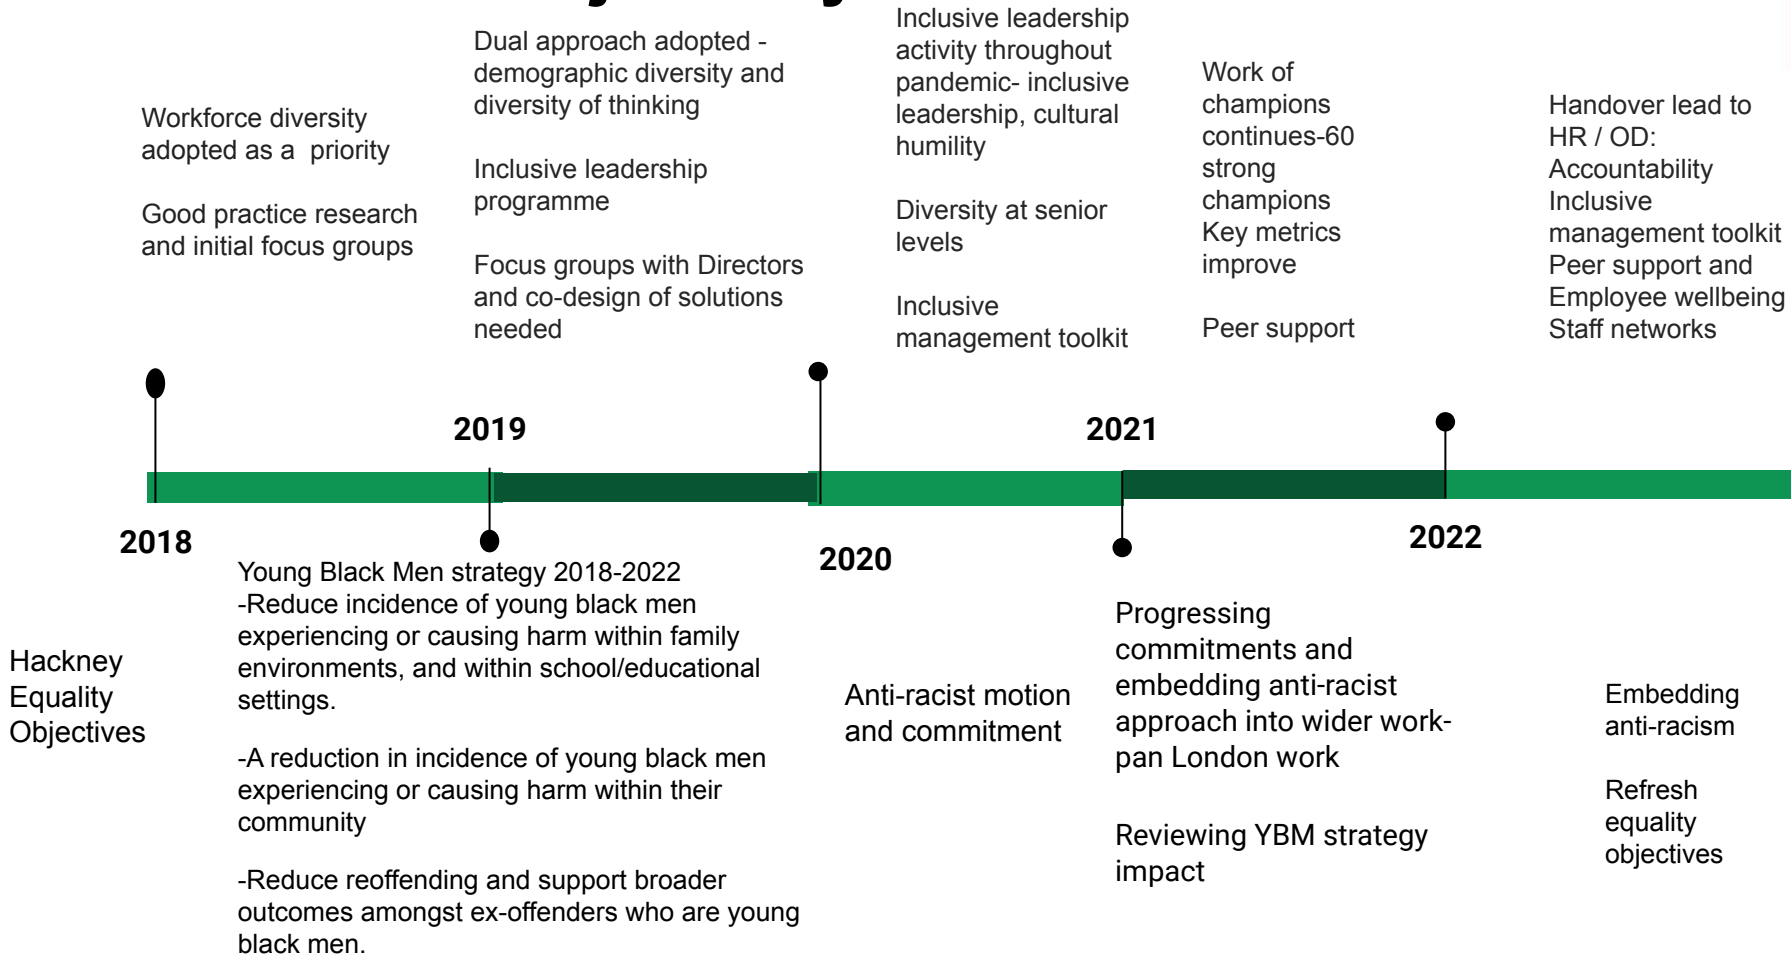 Workforce diversity
adopted as a priority
Good practice research
and initial focus groups
Dual approach adopted -
demographic diversity and
diversity of thinking
Inclusive leadership
programme
Focus groups with Directors
and co-design of solutions
needed
Inclusive leadership
activity throughout
pandemic- inclusive
leadership, cultural
humility
Diversity at senior
levels
Inclusive
management toolkit
Work of
champions
continues-60
strong
champions
Key metrics
improve
Peer support
Handover lead to
HR / OD:
Accountability
Inclusive
management toolkit
Peer support and
Employee wellbeing
Staff networks
2019
2021
2018
2020
2022
Hackney
Equality
Objectives
Young Black Men strategy 2018-2022
-Reduce incidence of young black men
experiencing or causing harm within family
environments, and within school/educational
settings.
-A reduction in incidence of young black men
experiencing or causing harm within their
community
-Reduce reoffending and support broader
outcomes amongst ex-offenders who are young
black men.
Anti-racist motion
and commitment
Progressing
commitments and
embedding anti-racist
approach into wider work-
pan London work
Reviewing YBM strategy
impact
Embedding
anti-racism
Refresh
equality
objectives